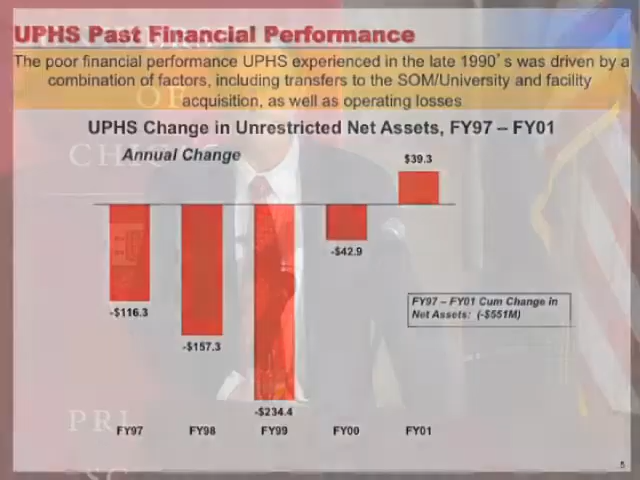 UPHS Past Financial Performance
The poor financial performance UPHS experienced in the late 1990's was driven by a
combination of factors, including transfers to the SOM/University and facility
acquisition, as well as operating losses
OF
UPHS Change in Unrestricted Net Assets, FY97 – FY01
Annual Change
$39.3
-$42.9
FY97 – FY01 Cum Change in
Net Assets: (-$551M)
-$116.3
-$157.3
-$234.4
FY97 FY98 FY99 FY00 FY01
5